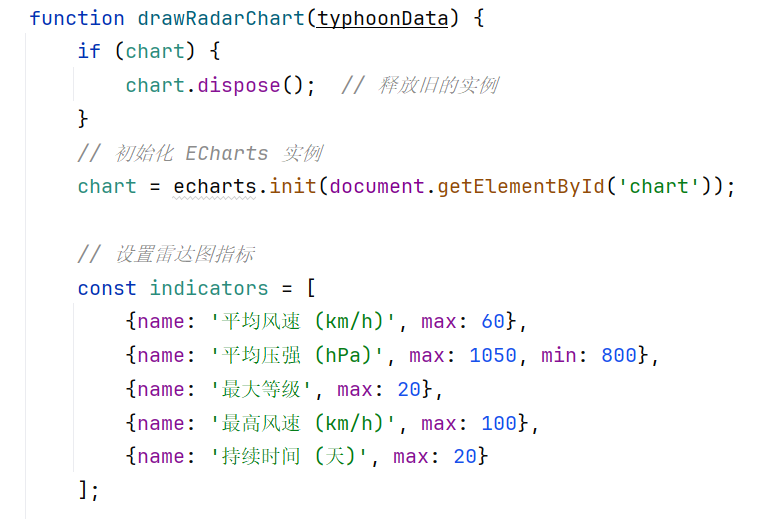 function drawRadarChart(typhoonData) {
if (chart) {
chart.dispose();  // 释放旧的实例
}
// 初始化 ECharts 实例
chart = echarts.init(document.getElementById('chart'));
// 设置雷达图指标
const indicators = [
{name: '平均风速 (km/h)', max: 60},
{name: '平均压强 (hPa)', max: 1050, min: 800},
{name: '最大等级', max: 20},
{name: '最高风速 (km/h)', max: 100},
{name: '持续时间 (天)', max: 20}
];